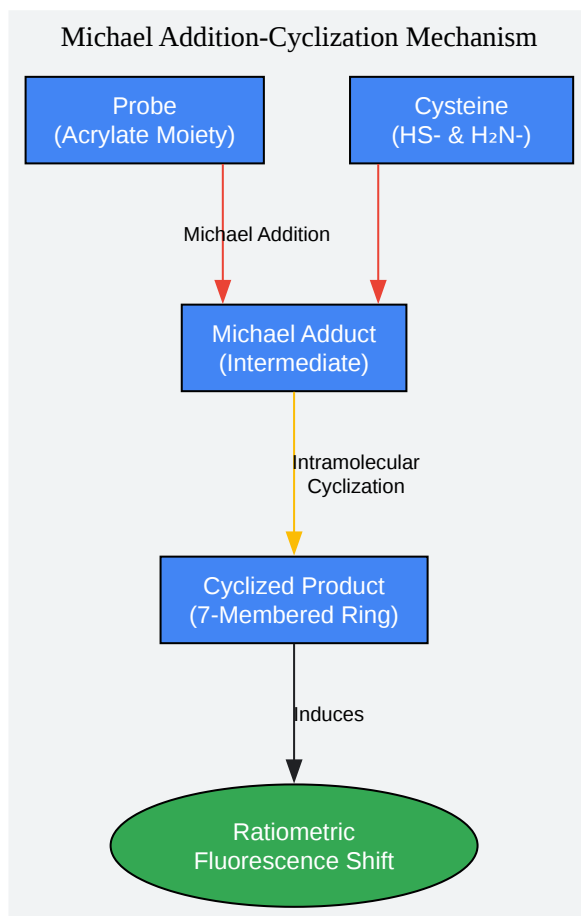 Michael Addition-Cyclization Mechanism
Probe
(Acrylate Moiety)
Cysteine
(HS- & H₂N-)
Michael Addition
Michael Adduct
(Intermediate)
Intramolecular
Cyclization
Cyclized Product
(7-Membered Ring)
Induces
Ratiometric
Fluorescence Shift